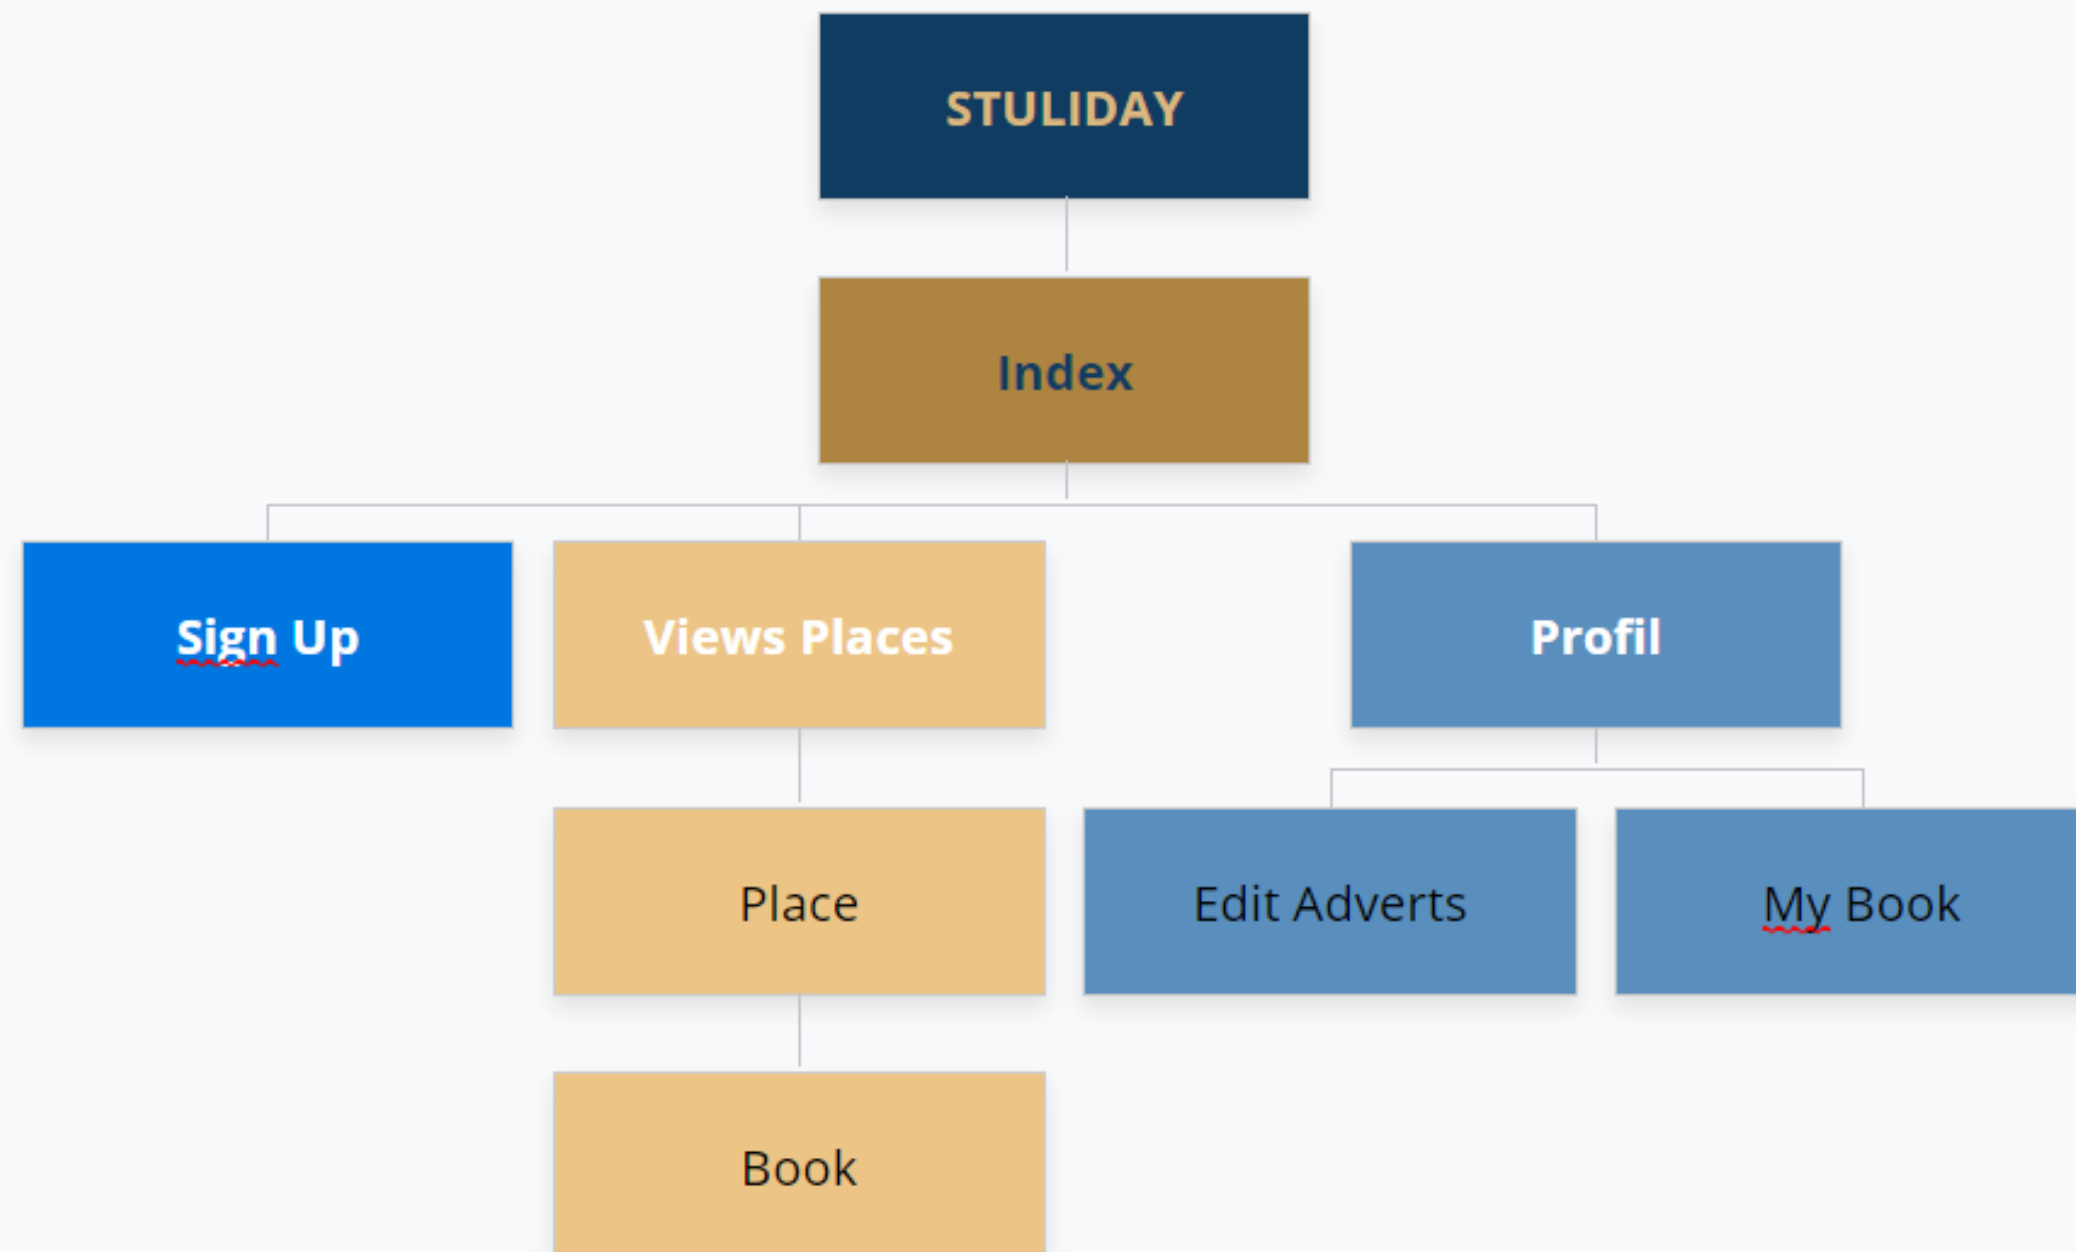 STULIDAY
Index
Sign Up
Views Places
Profil
Place
Edit Adverts
My Book
Book